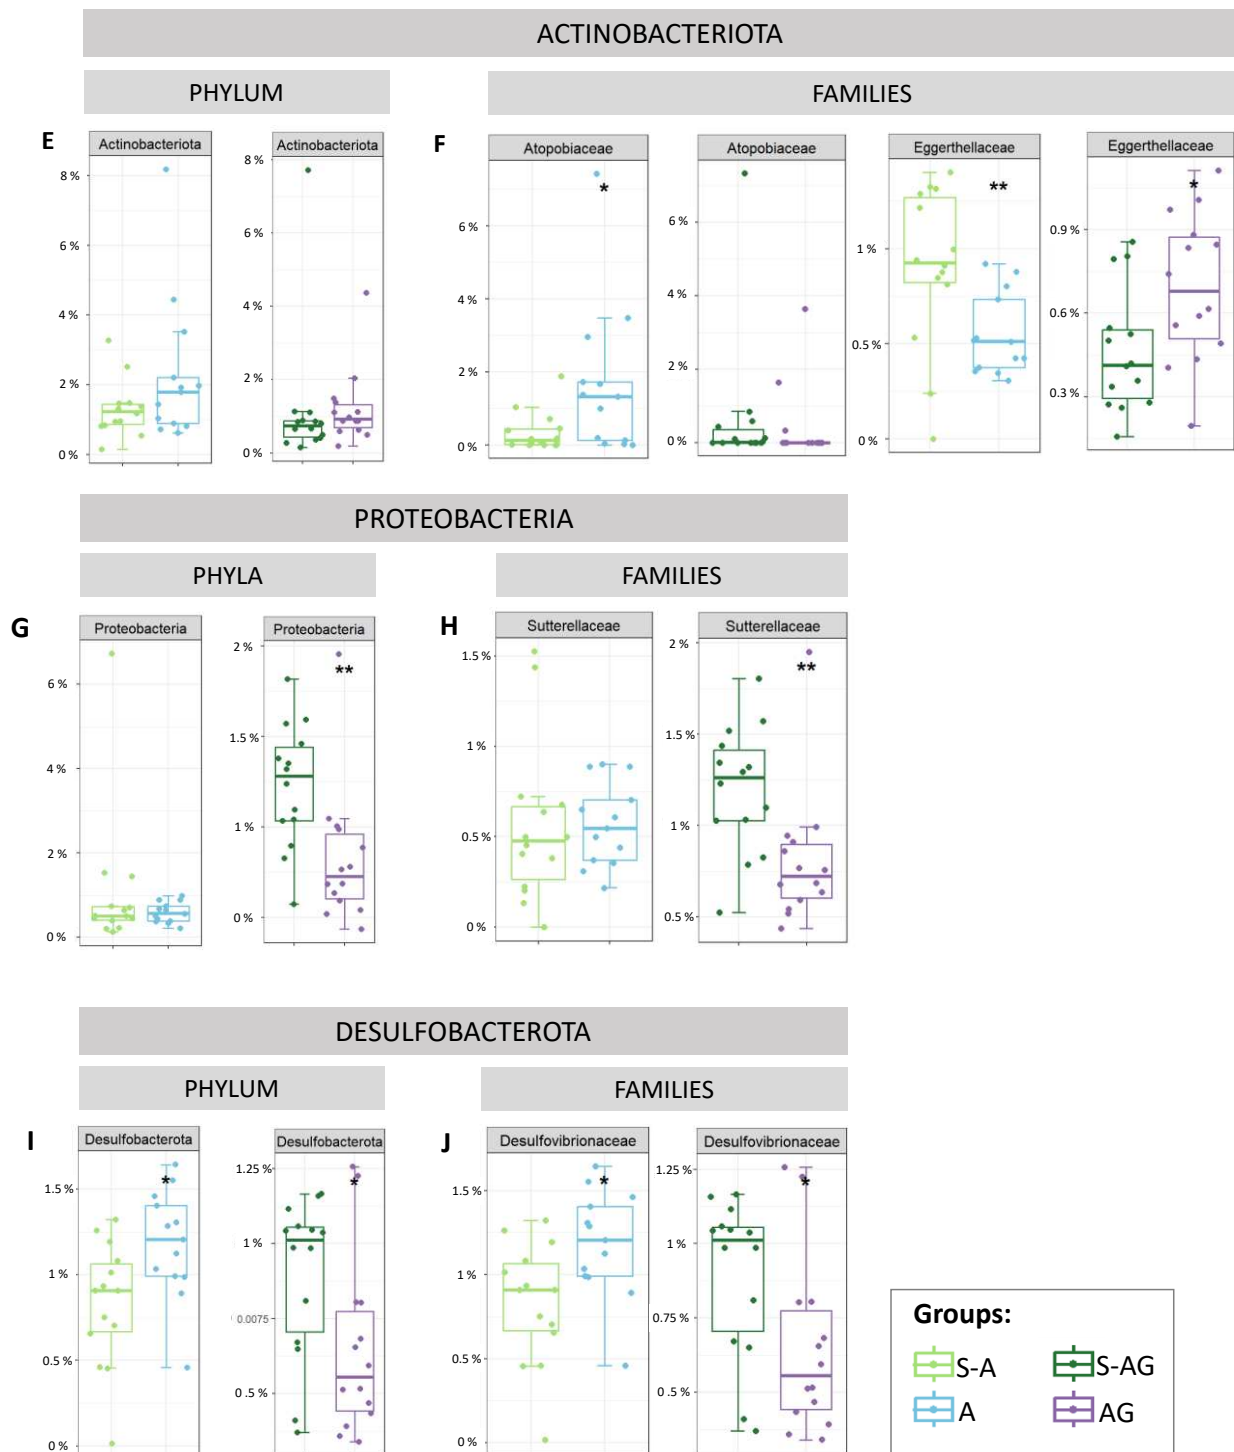 ACTINOBACTERIOTA
PHYLUM
FAMILIES
E
Actinobacteriota
8 %
6 %
4 %
2 %
0 %
Actinobacteriota
8 %
6 %
4 %
2 %
0 %
F
Atopobiaceae
*
6 %
4 %
2 %
0 %
Atopobiaceae
6 %
4 %
2 %
0 %
Eggerthellaceae
**
1 %
0.5 %
0 %
Eggerthellaceae
*
0.9 %
0.6 %
0.3 %
PROTEOBACTERIA
PHYLA
FAMILIES
G
Proteobacteria
6 %
4 %
2 %
0 %
Proteobacteria
**
2 %
1.5 %
1 %
0 %
H
Sutterellaceae
1.5 %
1 %
0.5 %
0 %
Sutterellaceae
**
2 %
1.5 %
1 %
0.5 %
DESULFOBACTEROTA
PHYLUM
FAMILIES
I
Desulfobacterota
*
1.5 %
1 %
0.5 %
0 %
Desulfobacterota
*
1.25 %
1 %
0.0075
0.5 %
J
Desulfovibrionaceae
*
1.5 %
1 %
0.5 %
0 %
Desulfovibrionaceae
*
1.25 %
1 %
0.75 %
0.5 %
Groups:
S-A
S-AG
A
AG